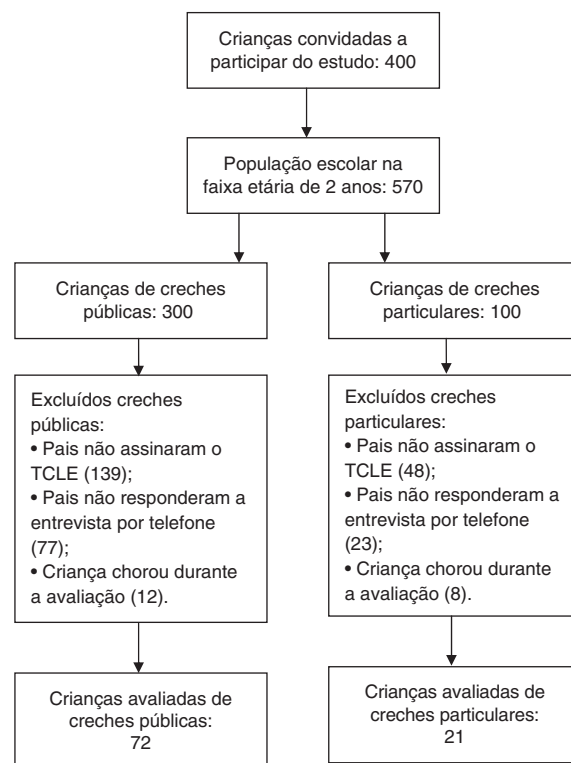 Crianças convidadas a
participar do estudo: 400
População escolar na
faixa etária de 2 anos: 570
Crianças de creches
públicas: 300
Crianças de creches
particulares: 100
Excluídos creches
públicas:
• Pais não assinaram o
TCLE (139);
• Pais não responderam a
entrevista por telefone
(77);
• Criança chorou durante
a avaliação (12).
Excluídos creches
particulares:
• Pais não assinaram o
TCLE (48);
• Pais não responderam a
entrevista por telefone
(23);
• Criança chorou durante
a avaliação (8).
Crianças avaliadas de
creches públicas:
72
Crianças avaliadas de
creches particulares:
21